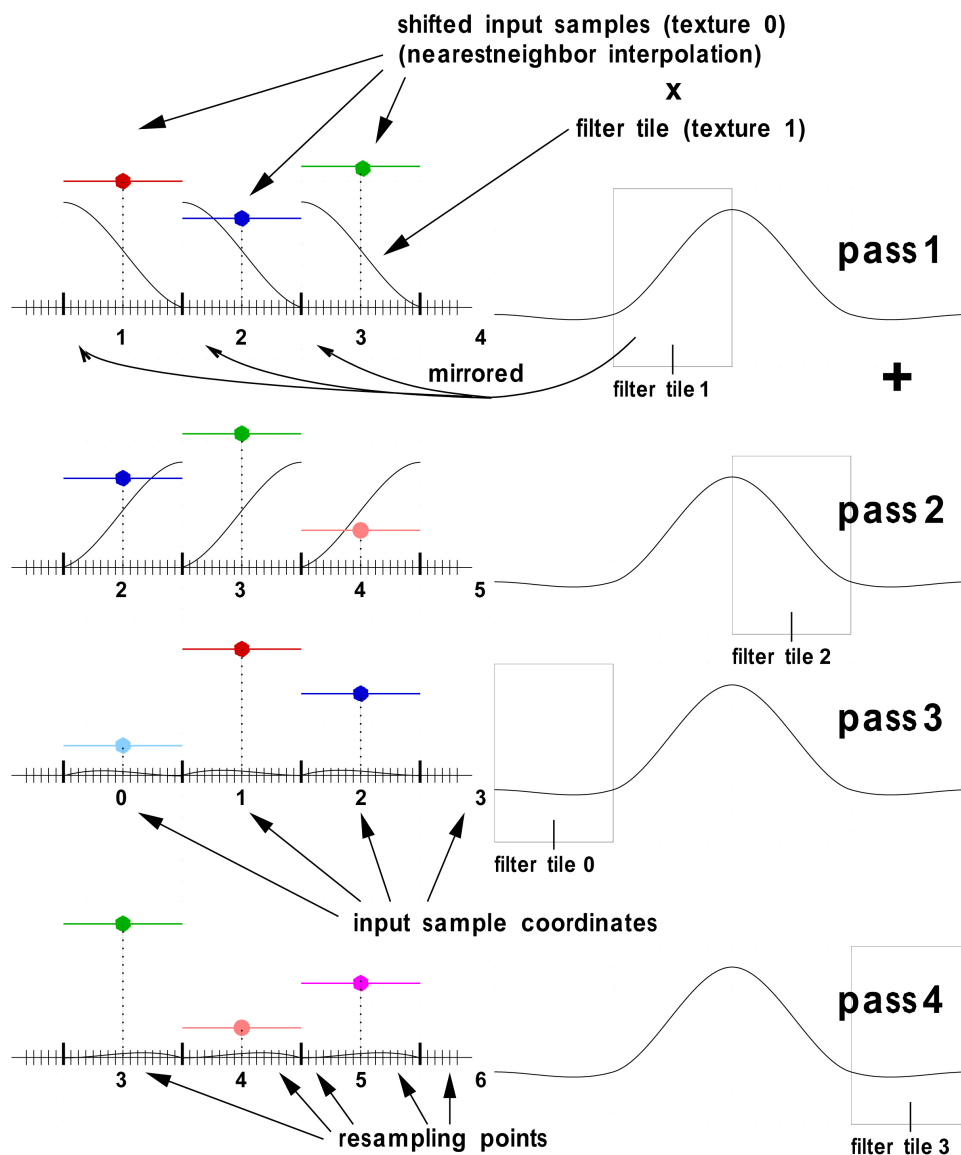 shifted input samples (texture 0)
(nearestneighbor interpolation)
x
filter tile (texture 1)
pass1
1 2 3 4
mirrored
filter tile 1
+
pass2
2 3 4 5
filter tile 2
pass3
0 1 2 3
filter tile 0
input sample coordinates
pass4
3 4 5 6
resampling points
filter tile 3